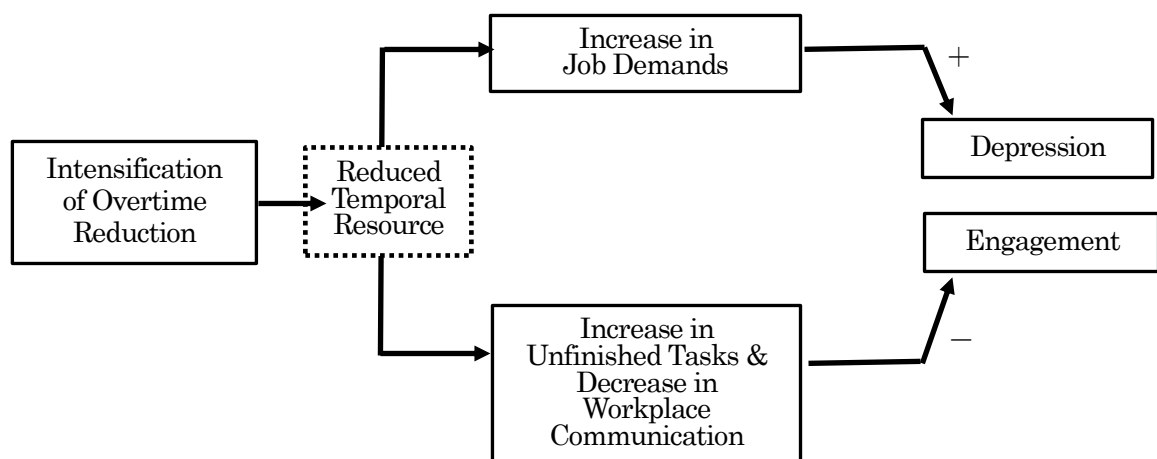 Increase in
Job Demands
+
Depression
Intensification
of Overtime
Reduction
Reduced
Temporal
Resource
Engagement
Increase in
Unfinished Tasks &
Decrease in
Workplace
Communication
−